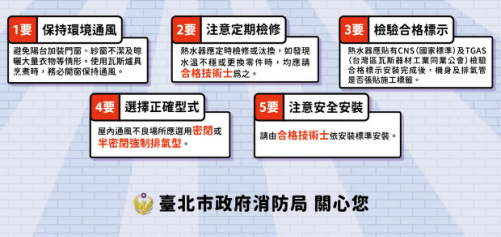 1要 保持環境通風
避免陽台加裝門窗、紗窗不潔及晾
曬大量衣物等情形。使用瓦斯爐具
烹煮時，務必開窗保持通風。
2要 注意定期檢修
熱水器應定時檢修或汰換，如發現
水溫不穩或更換零件時，均應請
合格技術士為之。
3要 檢驗合格標示
熱水器應貼有CNS(國家標準)及TGAS
(台灣區瓦斯器材工業同業公會)檢驗
合格標示安裝完成後，機身及排氣管
是否張貼施工標籤。
4要 選擇正確型式
屋內通風不良場所應選用密閉或
半密閉強制排氣型。
5要 注意安全安裝
請由合格技術士依安裝標準安裝。
臺北市政府消防局 關心您